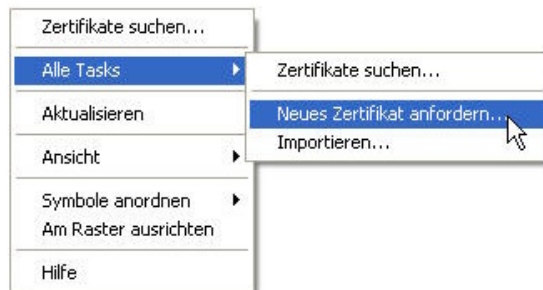 Zertifikate suchen...
Alle Tasks
Aktualisieren
Ansicht
Symbole anordnen
Am Raster ausrichten
Hilfe
Zertifikate suchen...
Neues Zertifikat anfordern...
Importieren...